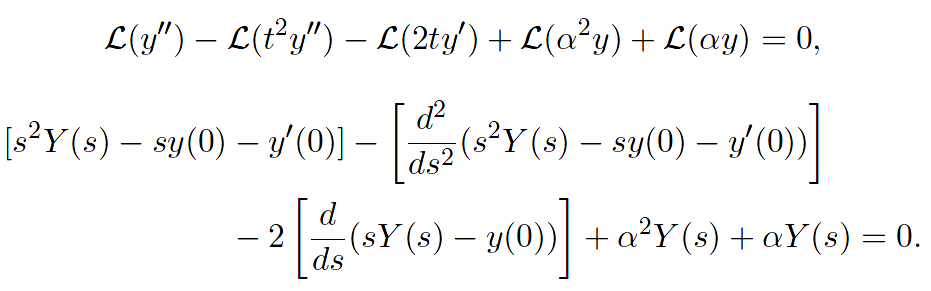 ℒ(y″) − ℒ(t²y″) − ℒ(2ty′) + ℒ(α²y) + ℒ(αy) = 0,
[s²Y(s) − sy(0) − y′(0)] − [d²/ds² (s²Y(s) − sy(0) − y′(0))]
− 2 [d/ds (sY(s) − y(0))] + α²Y(s) + αY(s) = 0.